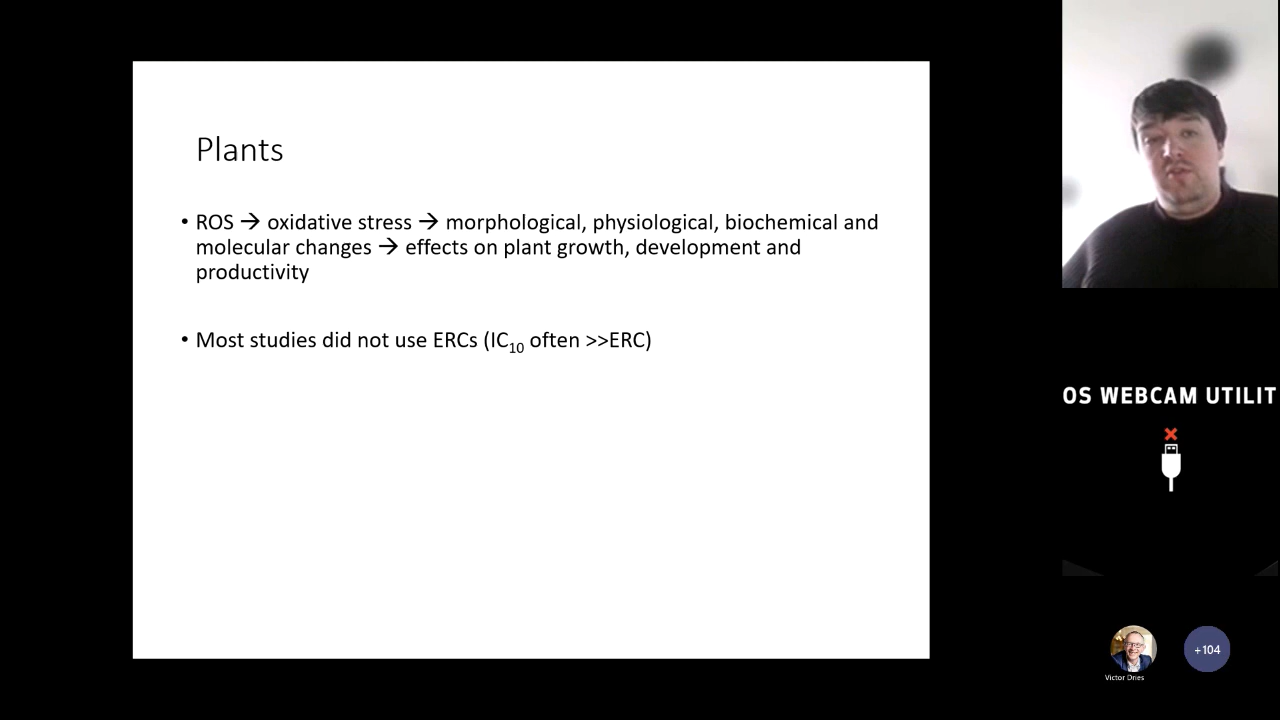 Plants
• ROS → oxidative stress → morphological, physiological, biochemical and
molecular changes → effects on plant growth, development and
productivity
• Most studies did not use ERCs (IC10 often >>ERC)
OS WEBCAM UTILIT
+104
Victor Dries